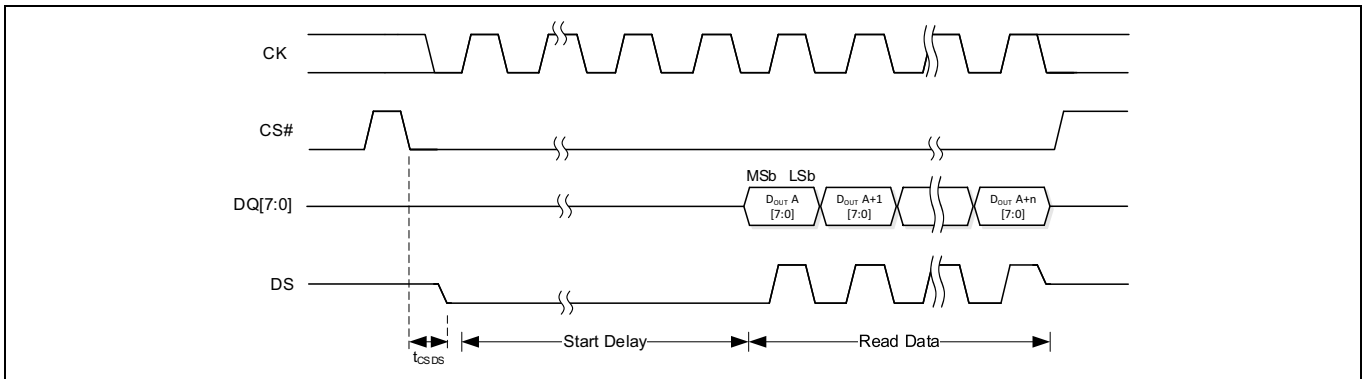 CK
CS#
MSb LSb
DQ[7:0]
DOUT A DOUT A+1 DOUT A+n
[7:0] [7:0] [7:0]
DS
Start Delay Read Data
tCSDS